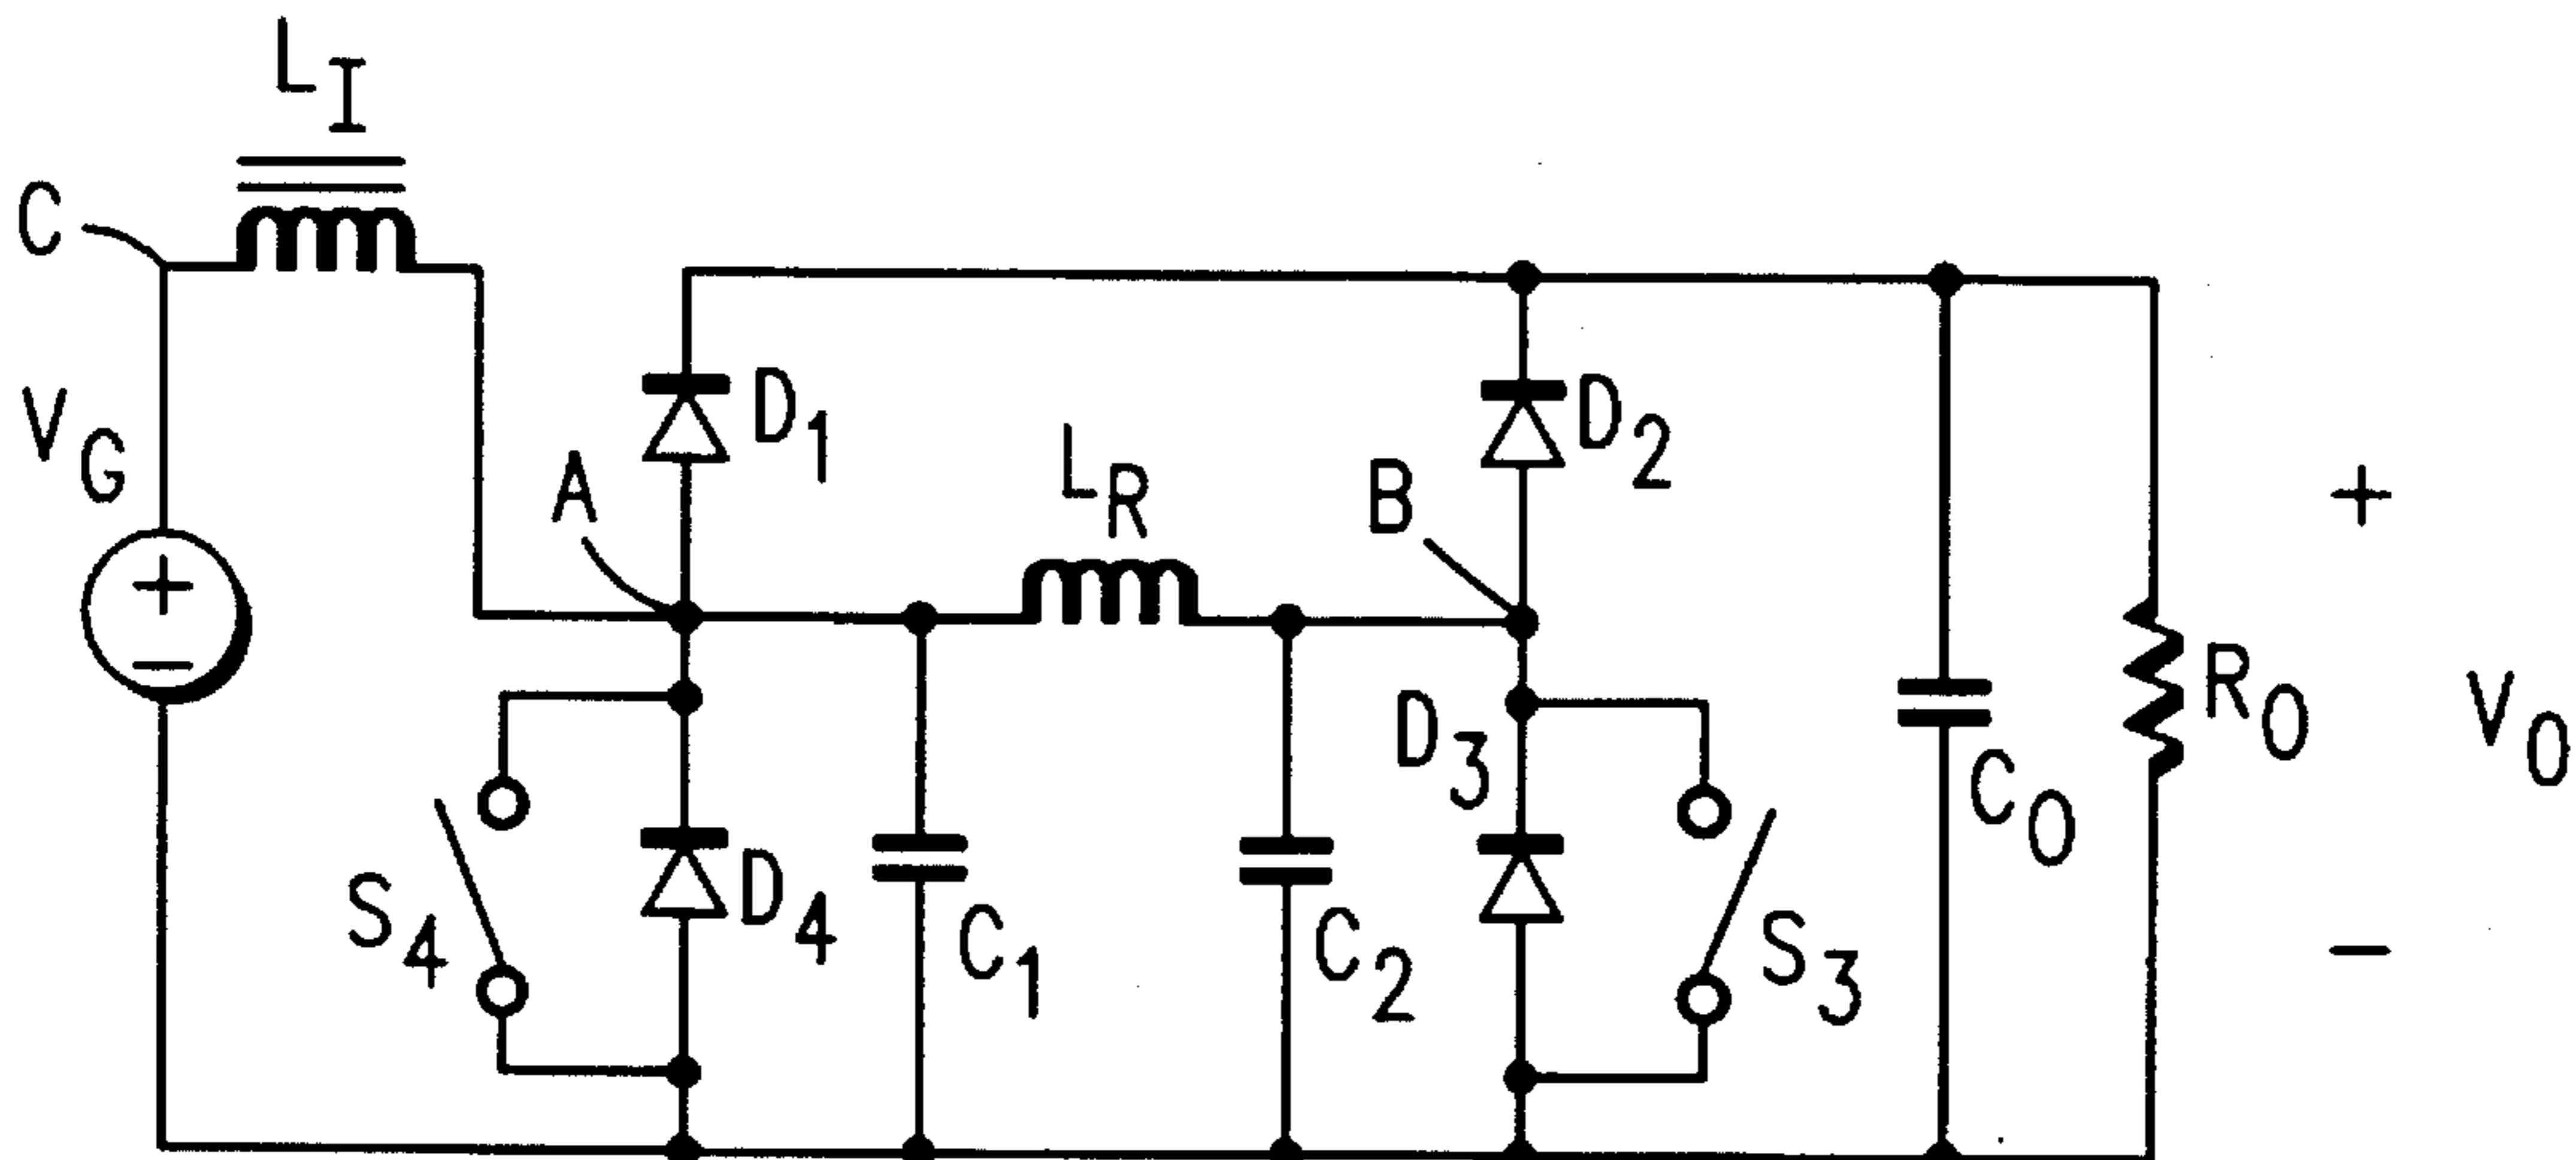 L_I
C
V_G
+
−
A
D_1
L_R
B
D_2
S_4
D_4
C_1
C_2
D_3
S_3
C_O
R_O
+
V_O
−